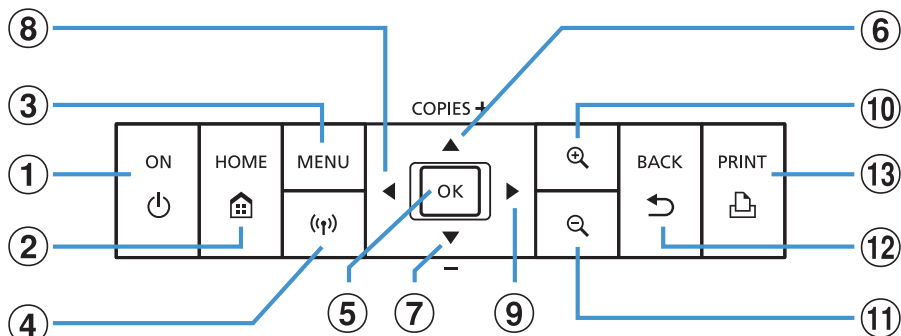 ⑧ ⑥
③ COPIES + ⑩
① ON HOME MENU OK BACK PRINT ⑬
② − ⑫
④ ⑤ ⑦ ⑨ ⑪